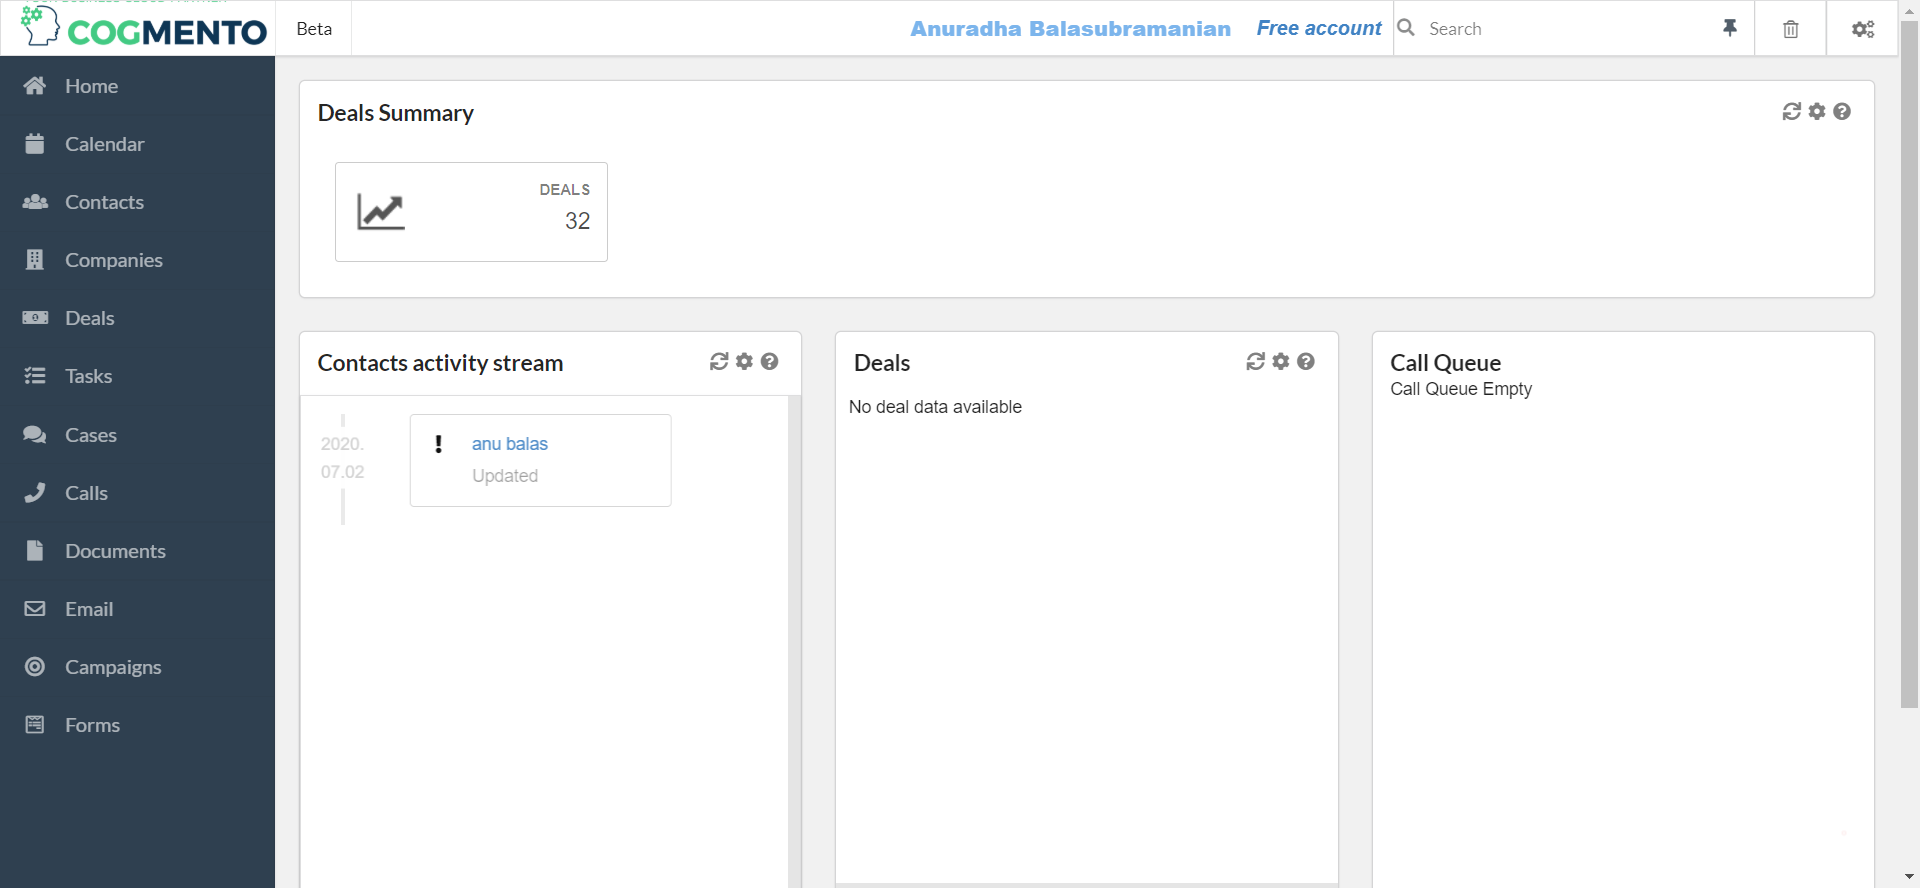 COGMENTO
Beta
Anuradha Balasubramanian
Free account
Search
Home
Calendar
Contacts
Companies
Deals
Tasks
Cases
Calls
Documents
Email
Campaigns
Forms
Deals Summary
DEALS
32
Contacts activity stream
2020.
07.02
anu balas
Updated
Deals
No deal data available
Call Queue
Call Queue Empty